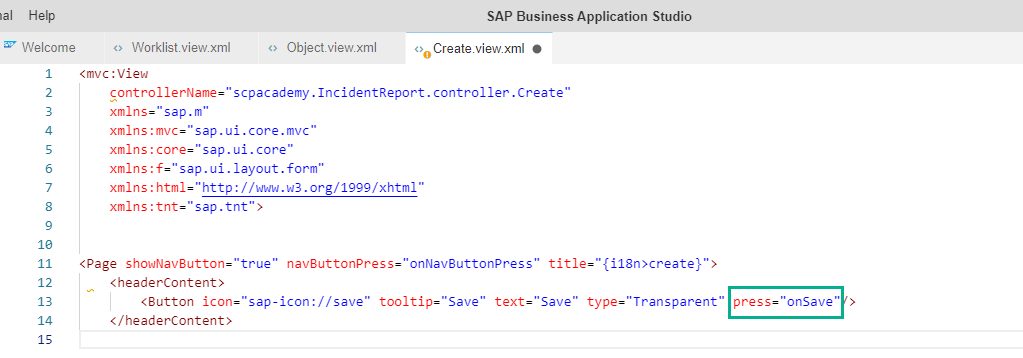 nal Help SAP Business Application Studio
Welcome Worklist.view.xml Object.view.xml Create.view.xml
1 <mvc:View
2 controllerName="scpacademy.IncidentReport.controller.Create"
3 xmlns="sap.m"
4 xmlns:mvc="sap.ui.core.mvc"
5 xmlns:core="sap.ui.core"
6 xmlns:f="sap.ui.layout.form"
7 xmlns:html="http://www.w3.org/1999/xhtml"
8 xmlns:tnt="sap.tnt">
9
10
11 <Page showNavButton="true" navButtonPress="onNavButtonPress" title="{i18n>create}">
12 <headerContent>
13 <Button icon="sap-icon://save" tooltip="Save" text="Save" type="Transparent" press="onSave"/>
14 </headerContent>
15